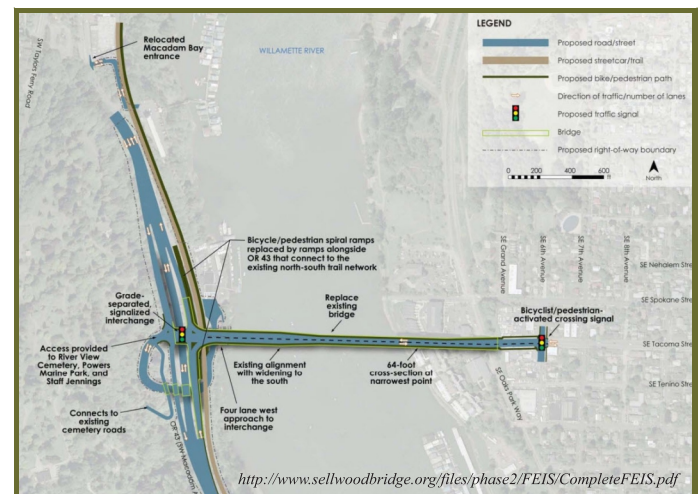 SW Taylors Ferry Road
Relocated
Macadam Bay
entrance
WILLAMETTE RIVER
LEGEND
Proposed road/street
Proposed streetcar/trail
Proposed bike/pedestrian path
Direction of traffic/number of lanes
Proposed traffic signal
Bridge
Proposed right-of-way boundary
0 200 400 600
ft
North
Bicycle/pedestrian spiral ramps
replaced by ramps alongside
OR 43 that connect to the
existing north-south trail network
Grade-
separated,
signalized
interchange
Replace
existing
bridge
SE Grand Avenue
SE 6th Avenue
SE 7th Avenue
SE 8th Avenue
SE Nehalem Stre
SE Spokane Stre
Bicyclist/pedestrian-
activated crossing signal
SE Tacoma Stre
SE Tenino Stre
Access provided
to River View
Cemetery, Powers
Marine Park, and
Staff Jennings
Existing alignment
with widening to
the south
64-foot
cross-section at
narrowest point
SE Oaks Park Way
Connects to
existing
cemetery roads
Four lane west
approach to
interchange
OR 43 (SW Macadam A
http://www.sellwoodbridge.org/files/phase2/FEIS/CompleteFEIS.pdf